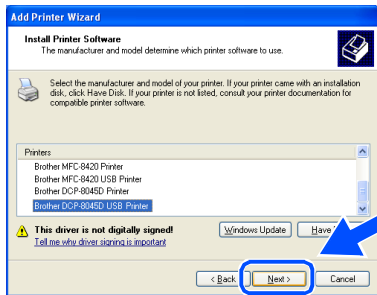 Add Printer Wizard
Install Printer Software
The manufacturer and model determine which printer software to use.
Select the manufacturer and model of your printer. If your printer came with an installation
disk, click Have Disk. If your printer is not listed, consult your printer documentation for
compatible printer software.
Printers
Brother MFC-8420 Printer
Brother MFC-8420 USB Printer
Brother DCP-8045D Printer
Brother DCP-8045D USB Printer
This driver is not digitally signed!
Tell me why driver signing is important
Windows Update
Have
< Back
Next >
Cancel